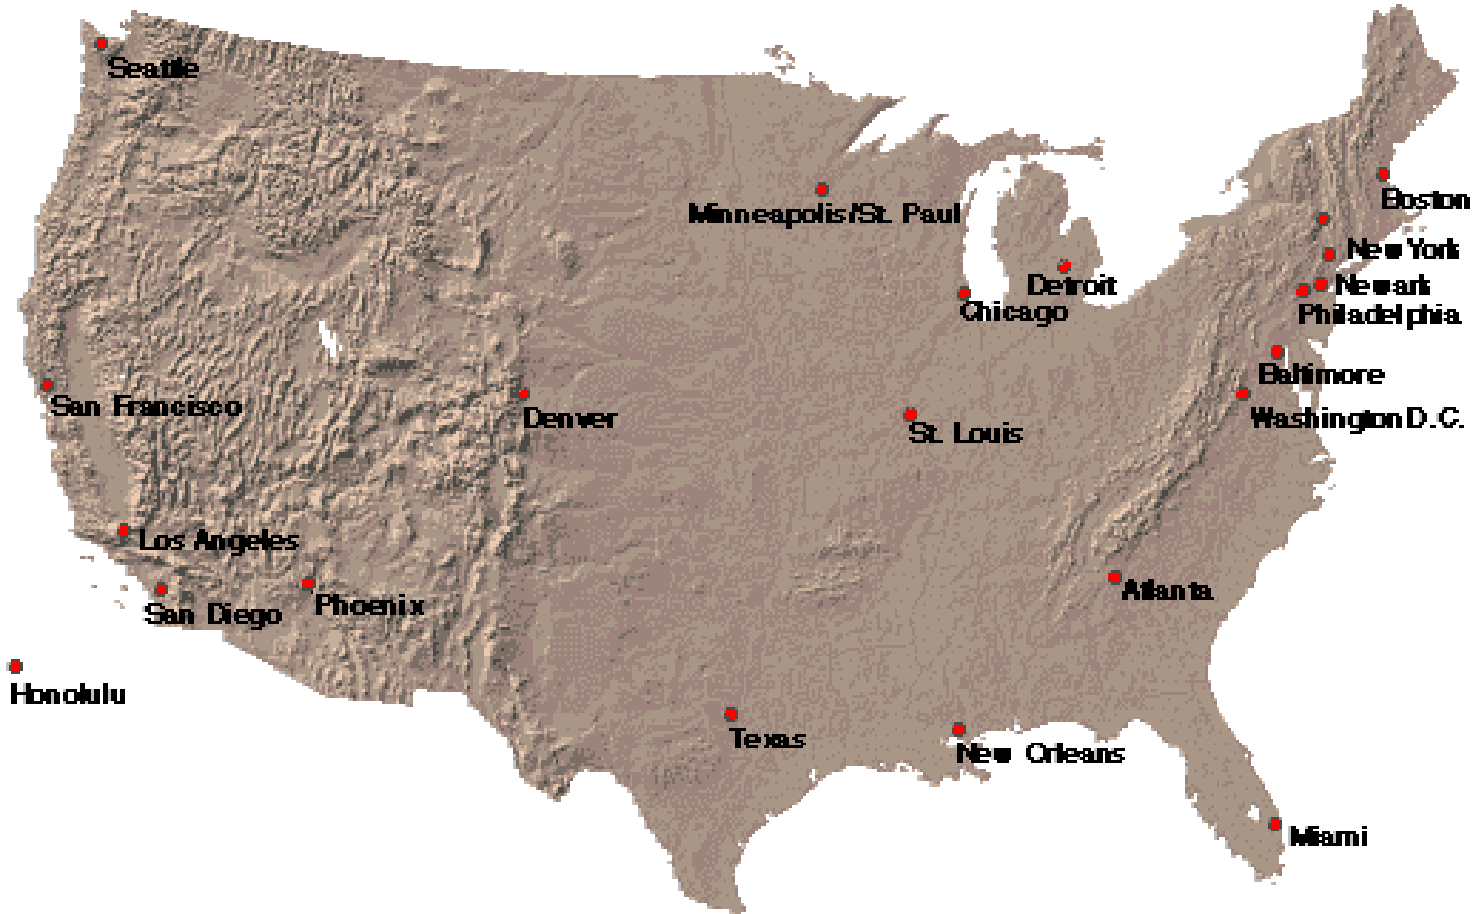 Seattle
Boston
Minneapolis/St. Paul
New York
Detroit
Newark
Chicago
Philadelphia
Baltimore
San Francisco
Denver
Washington D.C.
St. Louis
Los Angeles
Atlanta
Phoenix
San Diego
Honolulu
Texas
New Orleans
Miami